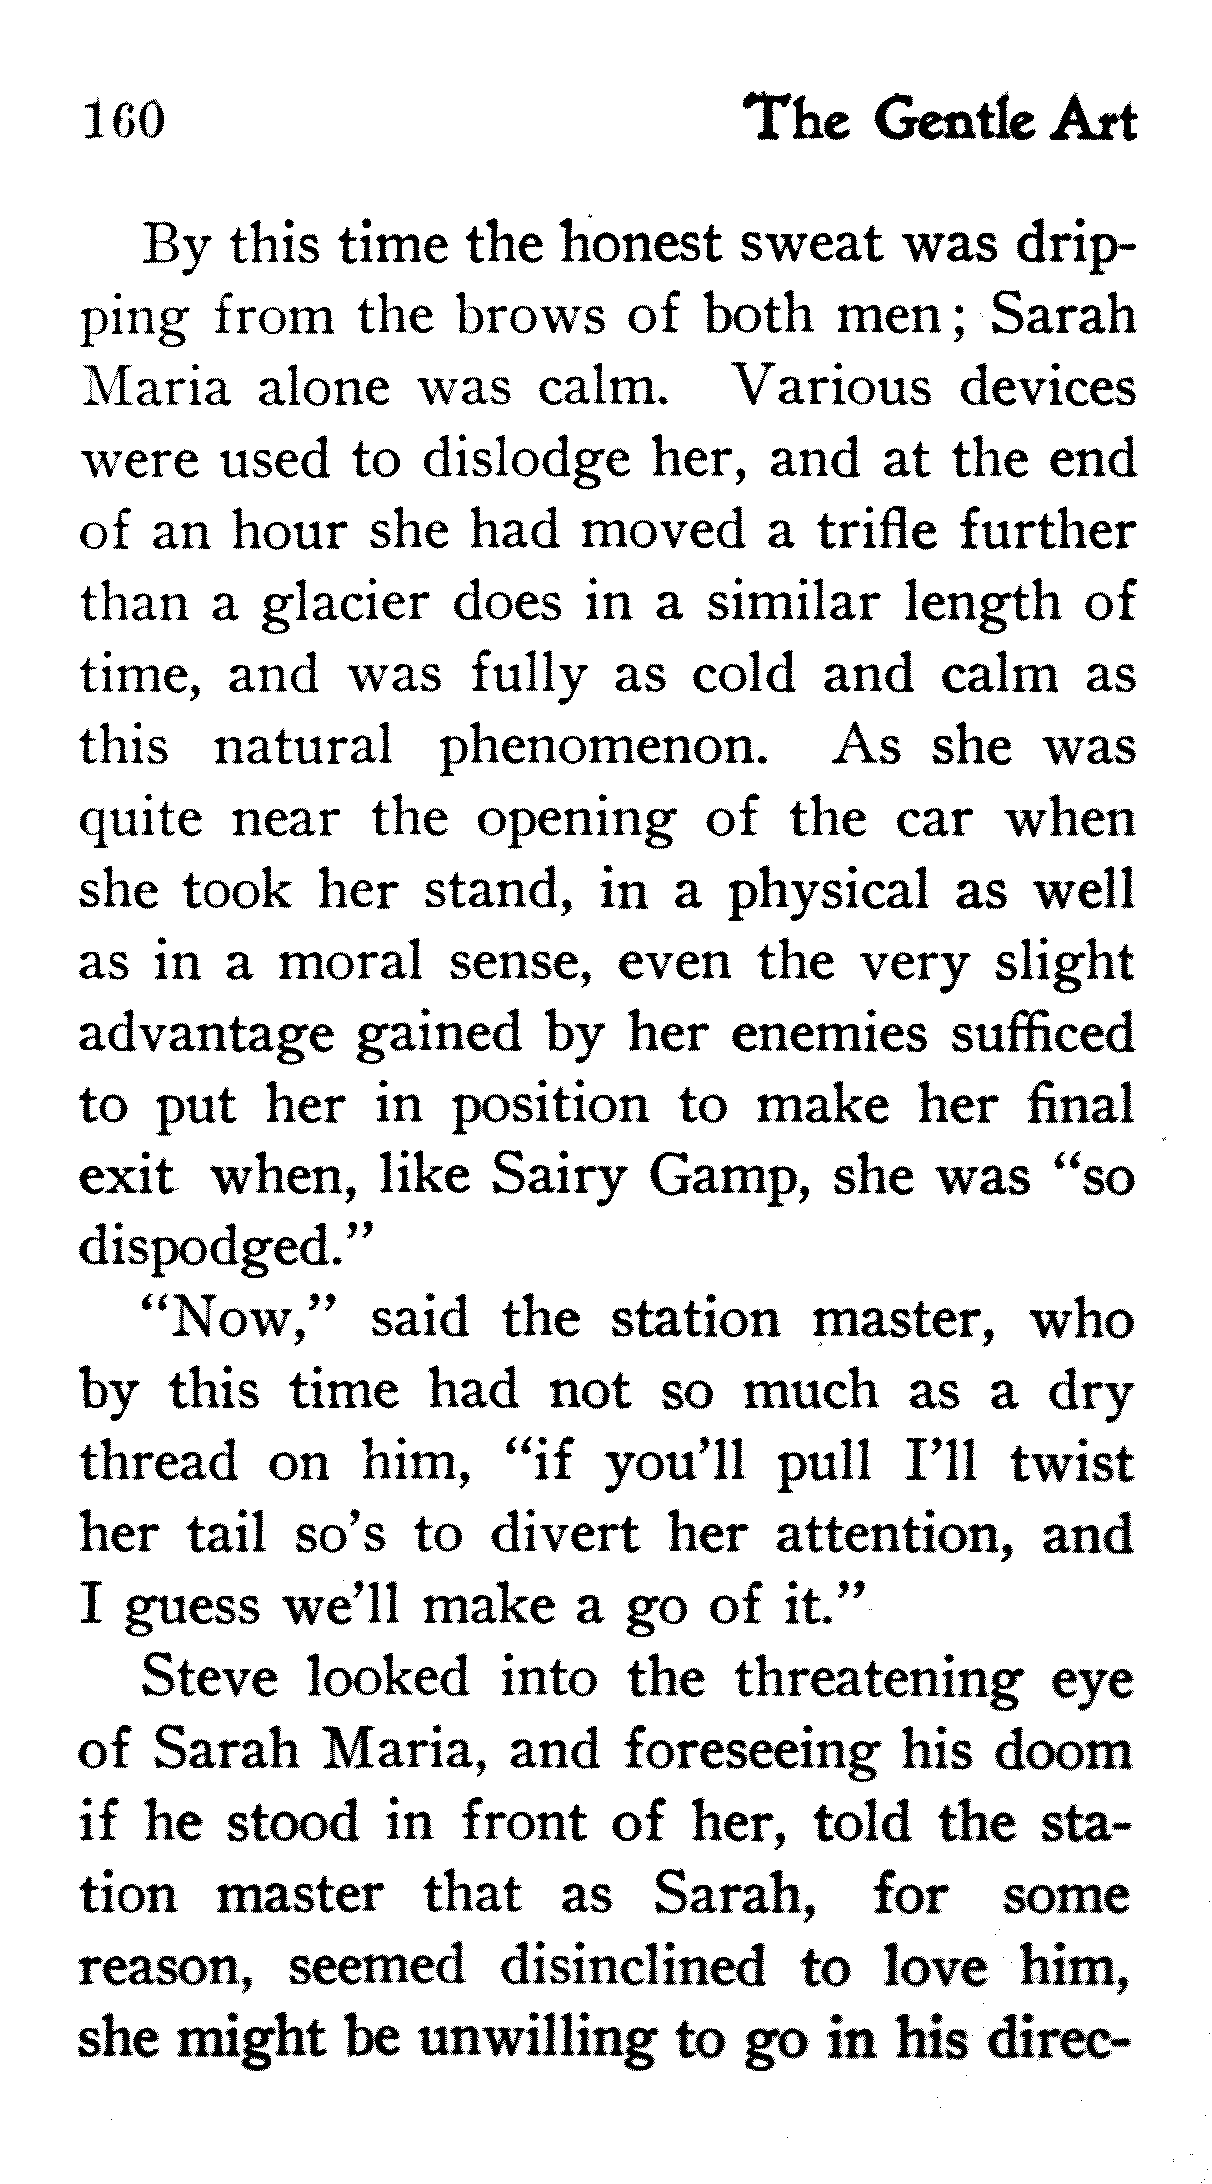 160 The Gentle Art
By this time the honest sweat was drip-
ping from the brows of both men; Sarah
Maria alone was calm. Various devices
were used to dislodge her, and at the end
of an hour she had moved a trifle further
than a glacier does in a similar length of
time, and was fully as cold and calm as
this natural phenomenon. As she was
quite near the opening of the car when
she took her stand, in a physical as well
as in a moral sense, even the very slight
advantage gained by her enemies sufficed
to put her in position to make her final
exit when, like Sairy Gamp, she was “so
dispodged.”
“Now,” said the station master, who
by this time had not so much as a dry
thread on him, “if you’ll pull I’ll twist
her tail so’s to divert her attention, and
I guess we’ll make a go of it.”
Steve looked into the threatening eye
of Sarah Maria, and foreseeing his doom
if he stood in front of her, told the sta-
tion master that as Sarah, for some
reason, seemed disinclined to love him,
she might be unwilling to go in his direc-